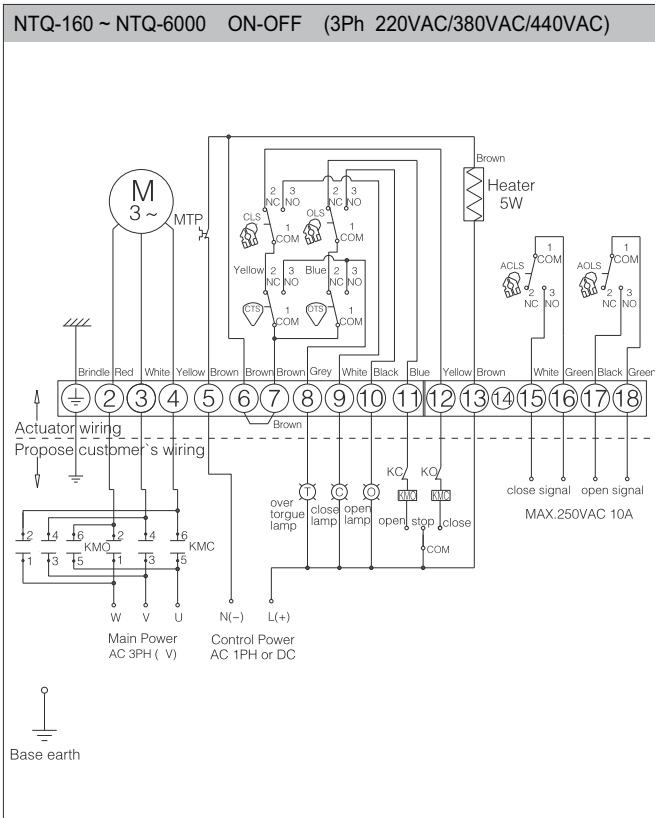 NTQ-160 ~ NTQ-6000 ON-OFF (3Ph 220VAC/380VAC/440VAC)
Brown
M
3 ~
MTP
Heater
5W
2 3
NC NO
CLS
1
COM
2 3
NC NO
OLS
1
COM
Yellow
2 3
NC NO
CTS
1
COM
Blue
2 3
NC NO
OTS
1
COM
ACLS
1
COM
2 3
NC NO
AOLS
1
COM
2 3
NC NO
Brindle Red White Yellow Brown Brown Brown Grey White Black Blue Yellow Brown White Green Black Green
2 3 4 5 6 7 8 9 10 11 12 13 14 15 16 17 18
Brown
Actuator wiring
Propose customer`s wiring
KC KO
KMO KMC
T C O
over
torgue
lamp
close
lamp
open
lamp
open stop close
COM
close signal open signal
MAX.250VAC 10A
2 4 6 KMO 2 4 6 KMC
1 3 5 1 3 5
W V U
N(−) L(+)
Main Power
AC 3PH ( V)
Control Power
AC 1PH or DC
Base earth